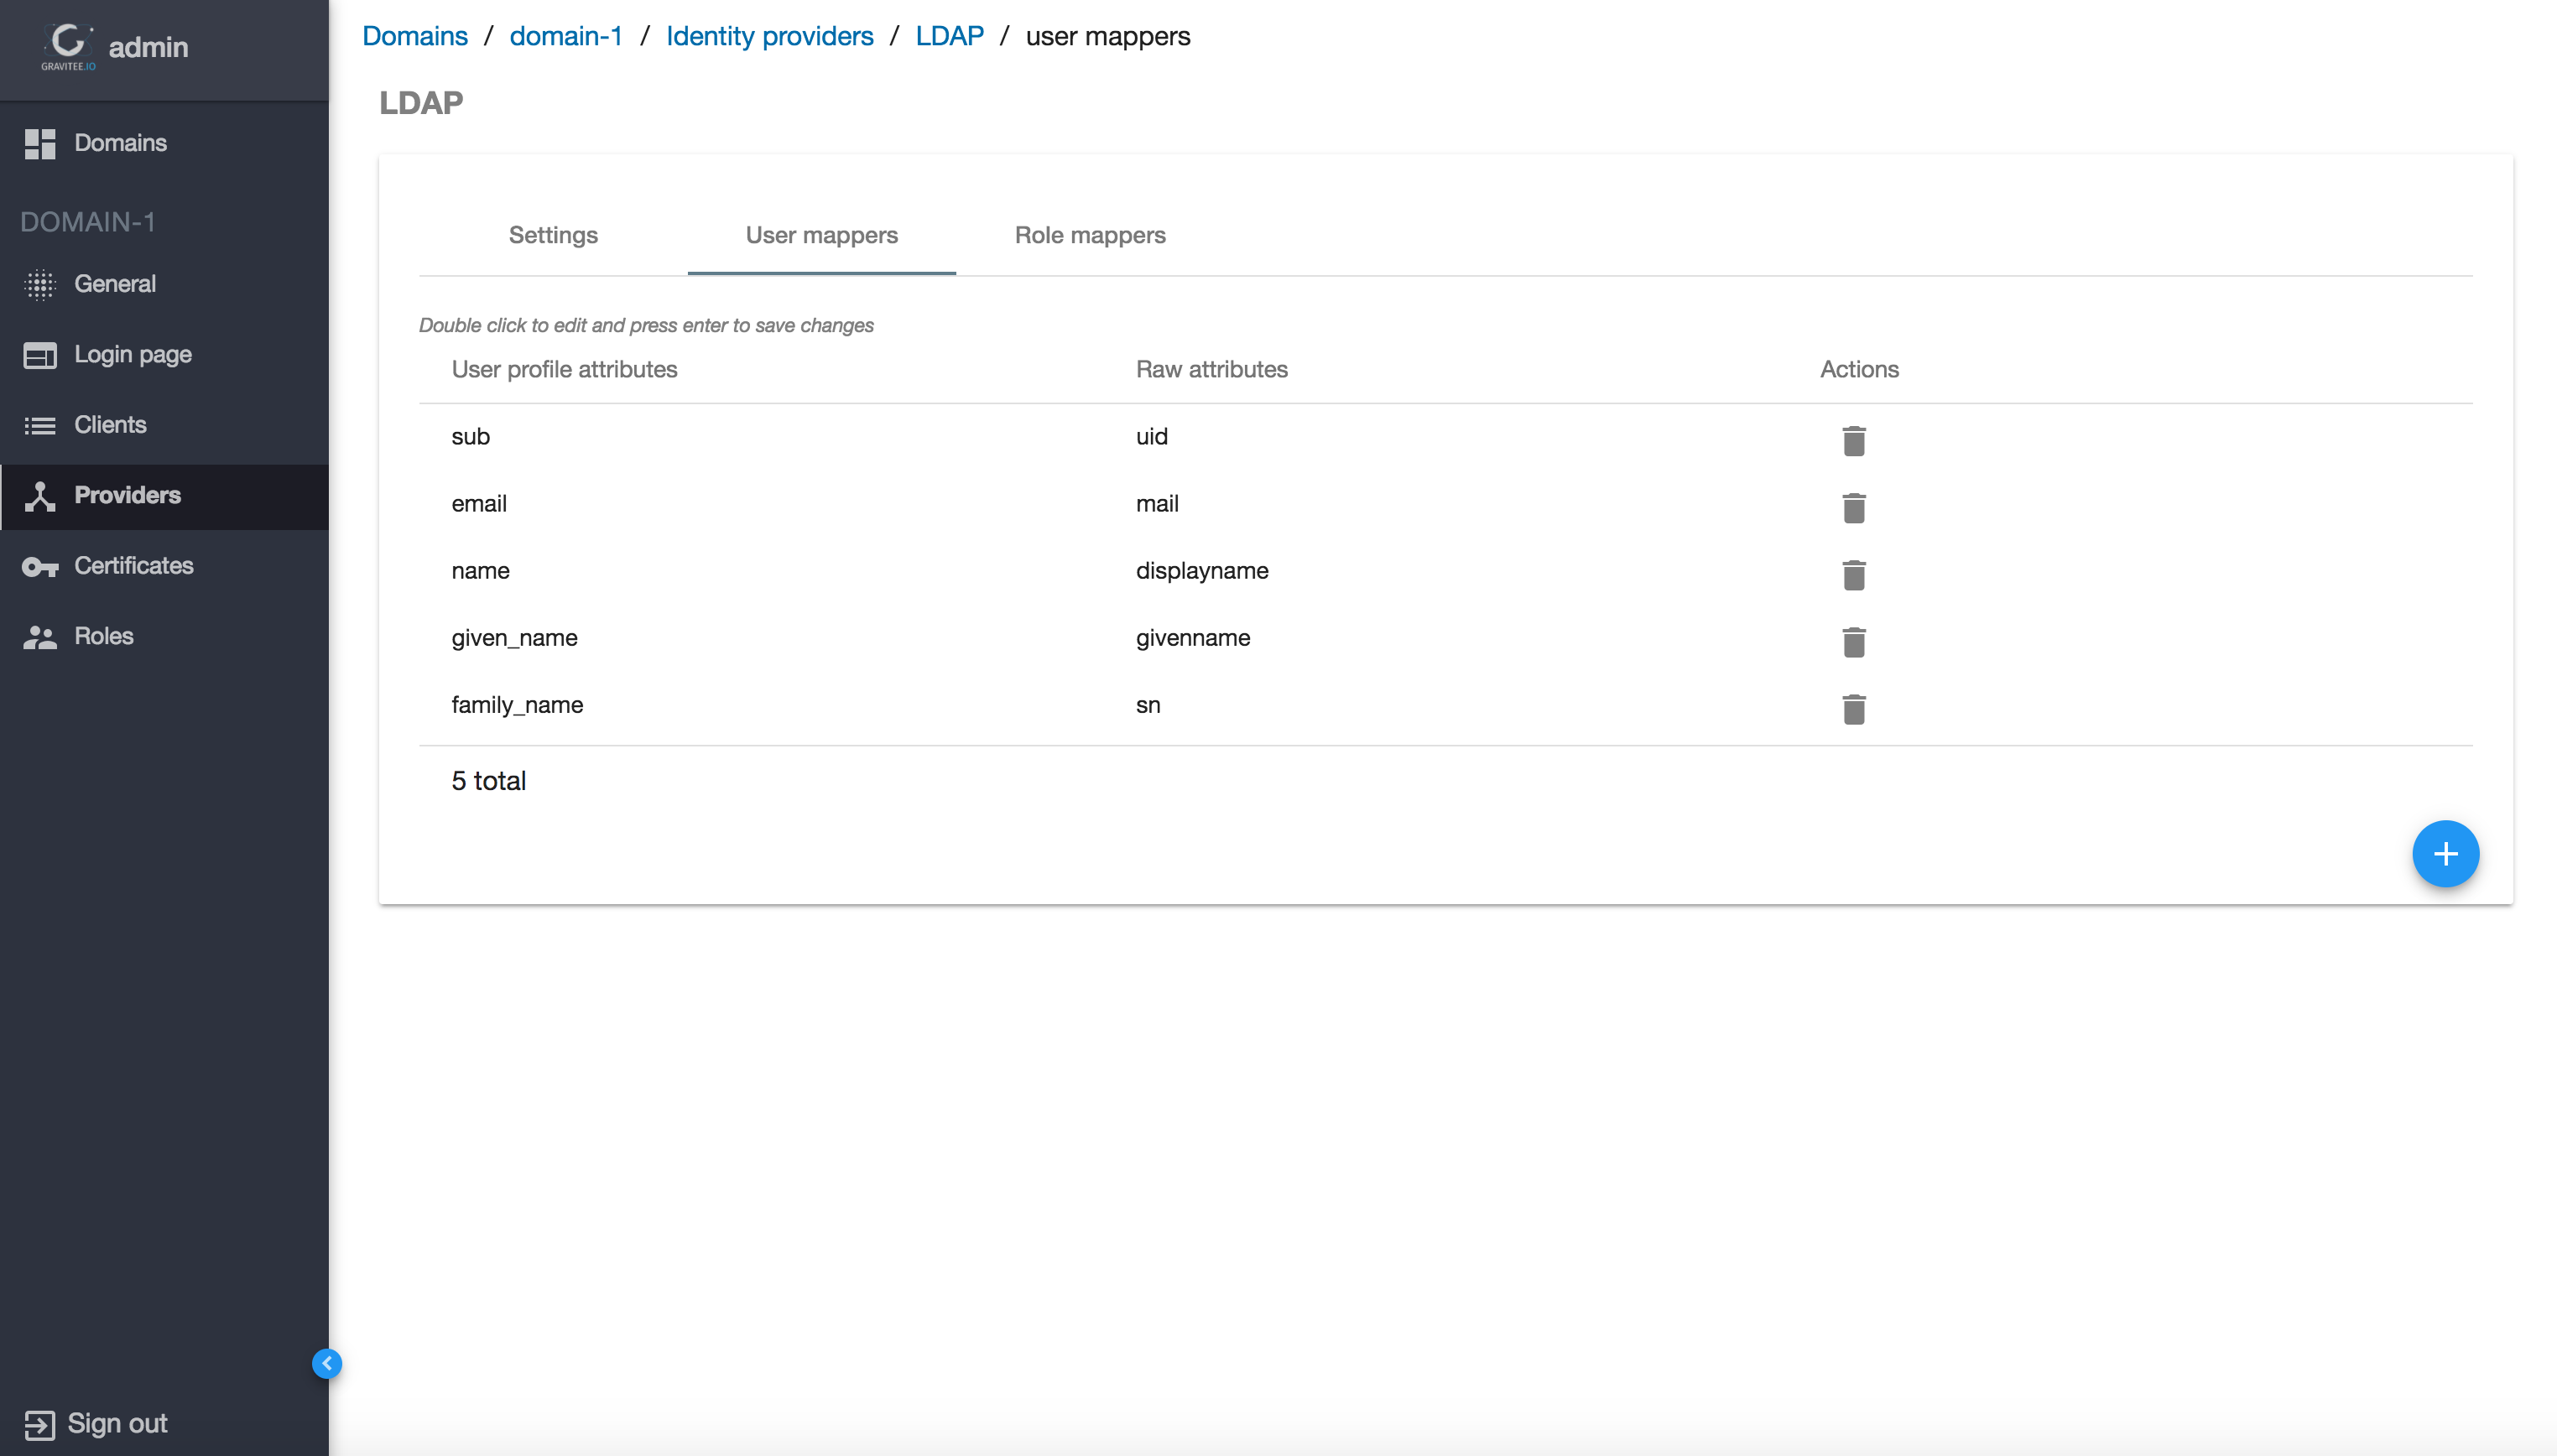 GRAVITEE.IO
admin
Domains
DOMAIN-1
General
Login page
Clients
Providers
Certificates
Roles
Sign out
Domains / domain-1 / Identity providers / LDAP / user mappers
LDAP
Settings User mappers Role mappers
Double click to edit and press enter to save changes
User profile attributes Raw attributes Actions
sub uid
email mail
name displayname
given_name givenname
family_name sn
5 total